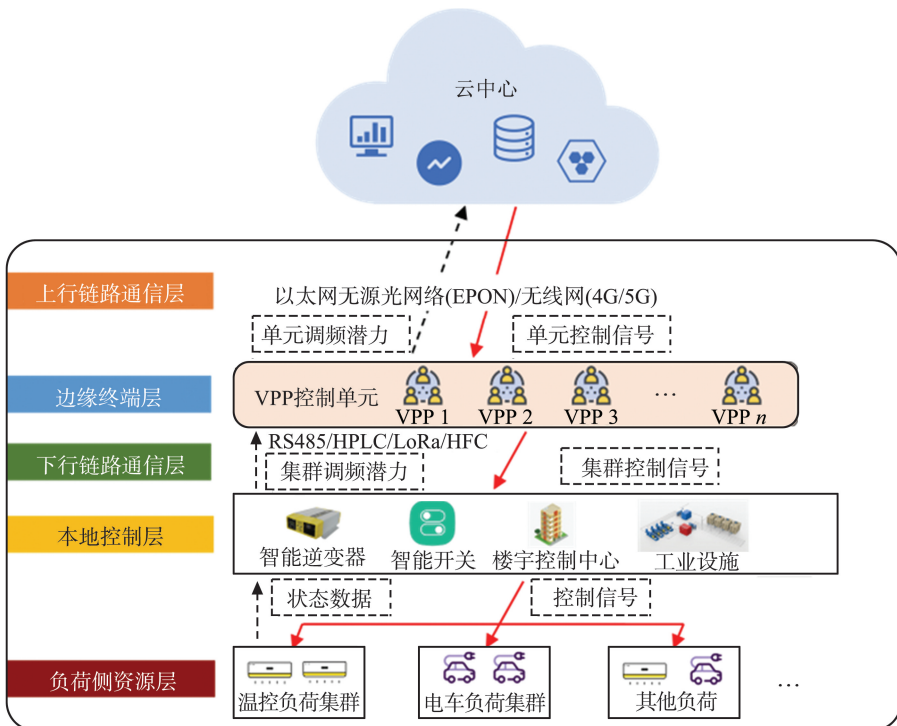 云中心
上行链路通信层
以太网无源光网络(EPON)/无线网(4G/5G)
单元调频潜力
单元控制信号
边缘终端层
VPP控制单元
VPP 1
VPP 2
VPP 3
…
VPP n
RS485/HPLC/LoRa/HFC
下行链路通信层
集群调频潜力
集群控制信号
本地控制层
智能逆变器
智能开关
楼宇控制中心
工业设施
状态数据
控制信号
负荷侧资源层
温控负荷集群
电车负荷集群
其他负荷
…